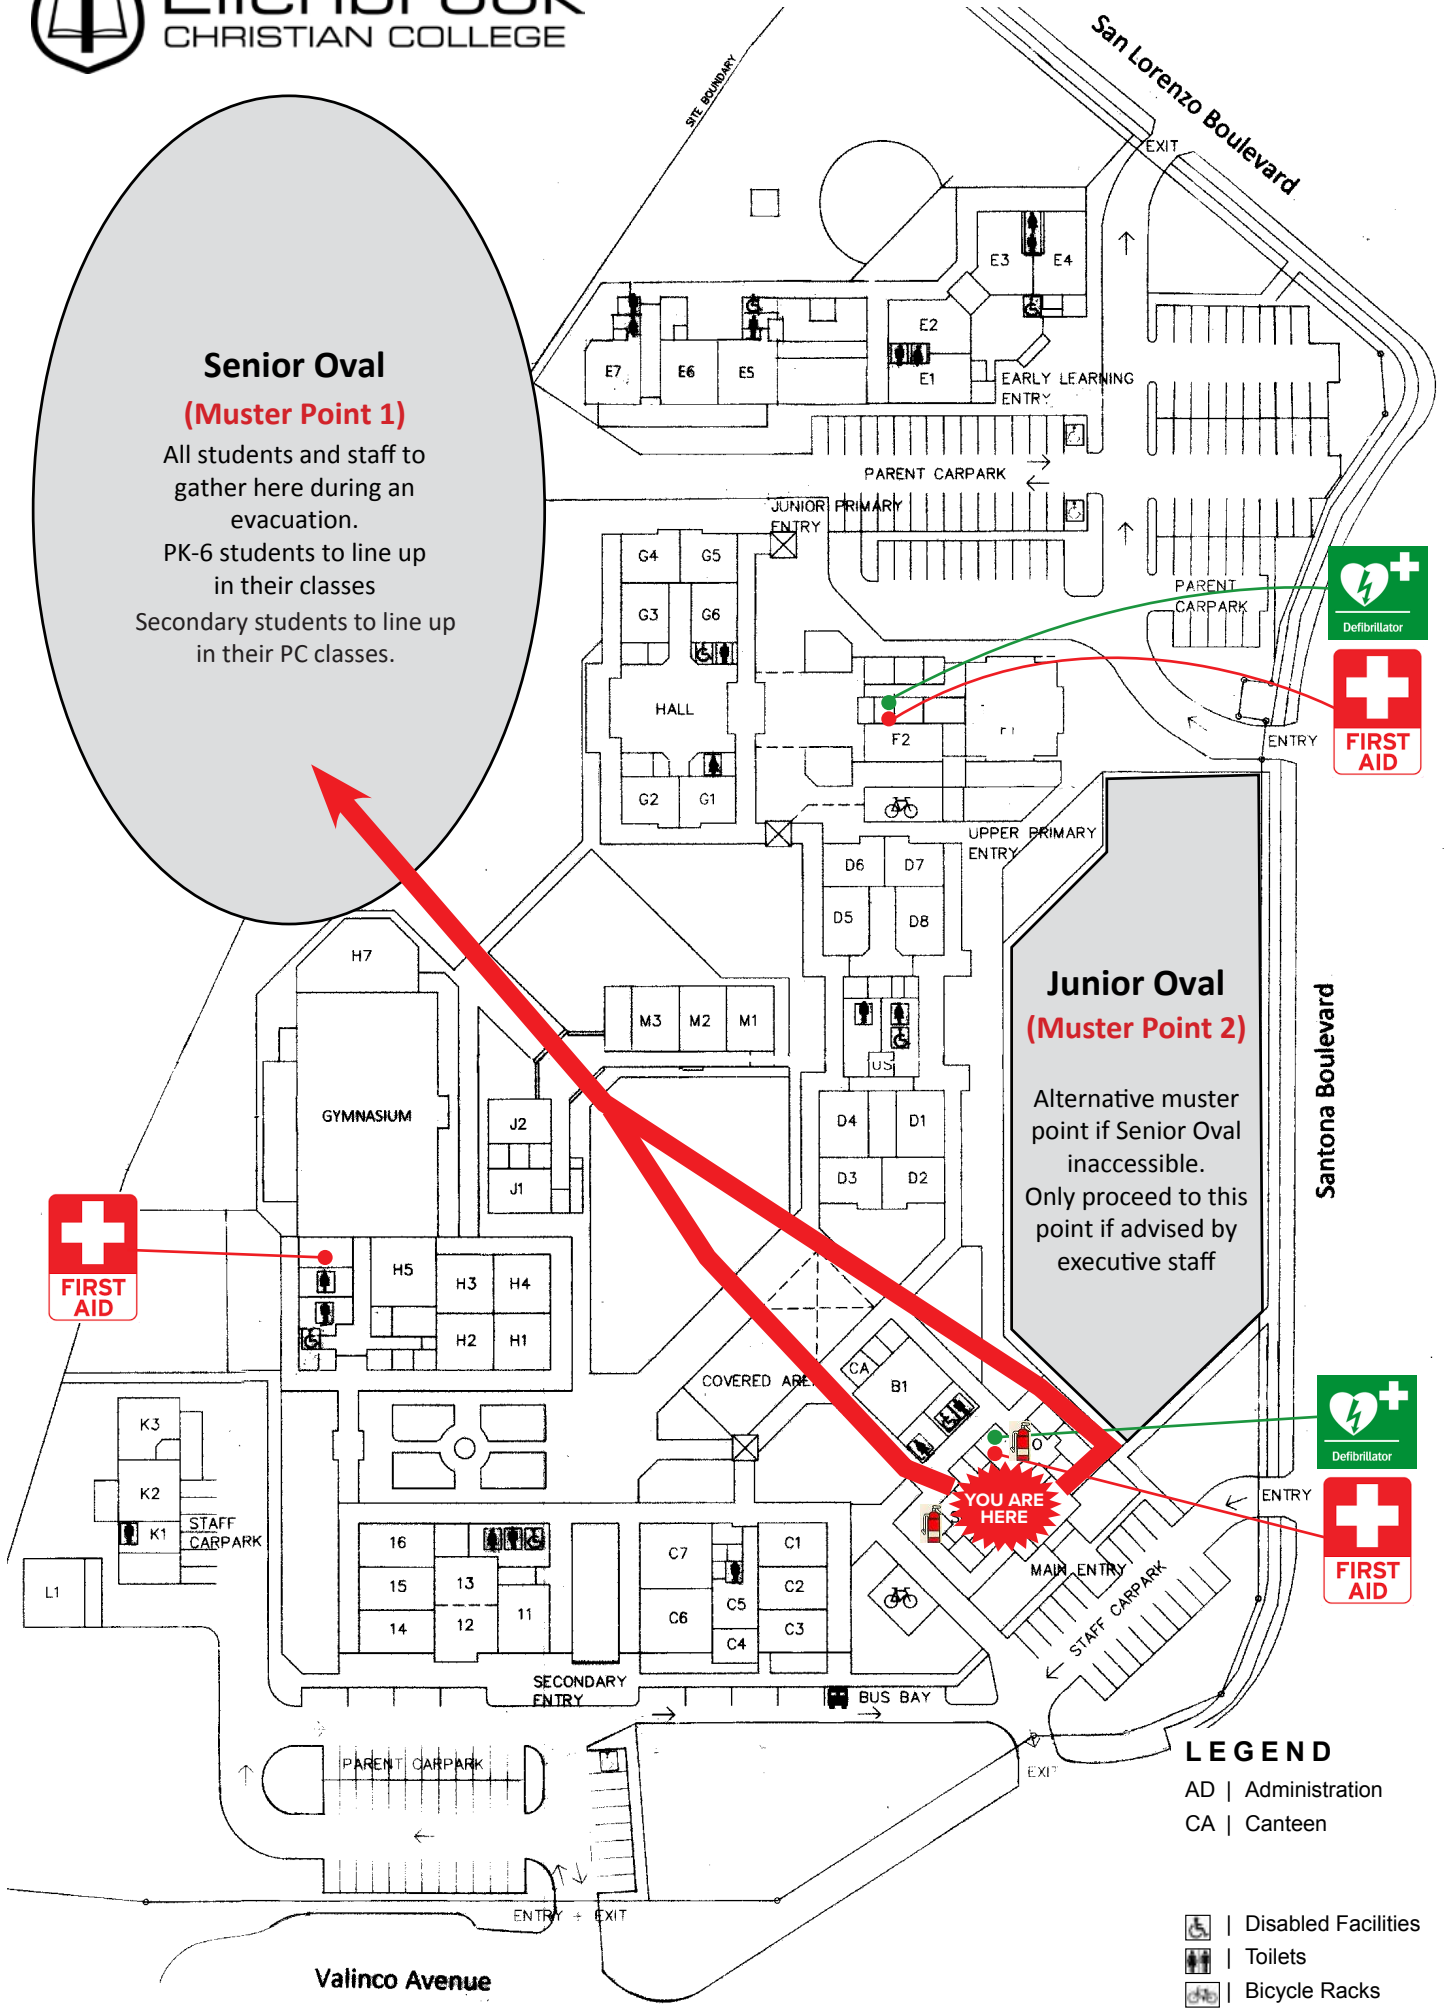 CHRISTIAN COLLEGE
San Lorenzo Boulevard
SITE BOUNDARY
EXIT
E3
E4
E2
E1
E7
E6
E5
EARLY LEARNING
ENTRY
Senior Oval
(Muster Point 1)
All students and staff to
gather here during an
evacuation.
PK-6 students to line up
in their classes
Secondary students to line up
in their PC classes.
PARENT CARPARK
JUNIOR PRIMARY
ENTRY
G4
G5
G3
G6
PARENT
CARPARK
Defibrillator
HALL
F2
F1
ENTRY
FIRST
AID
G2
G1
UPPER PRIMARY
ENTRY
D6
D7
D5
D8
H7
Junior Oval
(Muster Point 2)
Alternative muster
point if Senior Oval
inaccessible.
Only proceed to this
point if advised by
executive staff
Santona Boulevard
M3
M2
M1
US
GYMNASIUM
J2
J1
D4
D1
D3
D2
FIRST
AID
H5
H3
H4
H2
H1
CA
B1
COVERED ARE
K3
K2
K1
STAFF
CARPARK
L1
O
YOU ARE
HERE
S
Defibrillator
ENTRY
FIRST
AID
MAIN ENTRY
STAFF CARPARK
16
15
14
13
12
11
C7
C6
C5
C4
C1
C2
C3
SECONDARY
ENTRY
BUS BAY
PARENT CARPARK
EXIT
ENTRY + EXIT
Valinco Avenue
LEGEND
AD | Administration
CA | Canteen
| Disabled Facilities
| Toilets
| Bicycle Racks